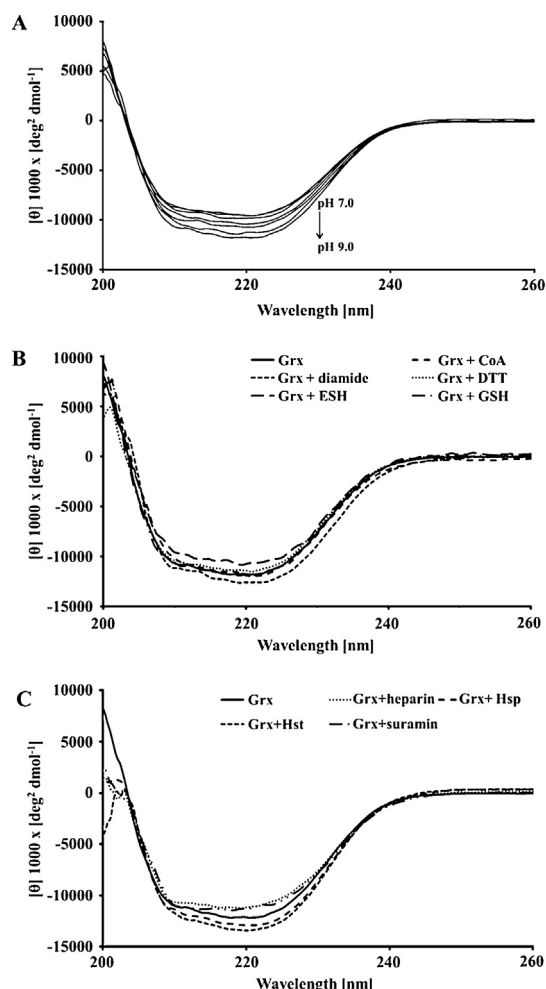 A
[θ] 1000 x [deg² dmol⁻¹]
10000
5000
0
-5000
-10000
-15000
pH 7.0
pH 9.0
200
220
240
260
Wavelength [nm]
B
[θ] 1000 x [deg² dmol⁻¹]
10000
5000
0
-5000
-10000
-15000
Grx
Grx + CoA
Grx + diamide
Grx + DTT
Grx + ESH
Grx + GSH
200
220
240
260
Wavelength [nm]
C
[θ] 1000 x [deg² dmol⁻¹]
10000
5000
0
-5000
-10000
-15000
Grx
Grx+heparin
Grx+ Hsp
Grx+Hst
Grx+suramin
200
220
240
260
Wavelength [nm]